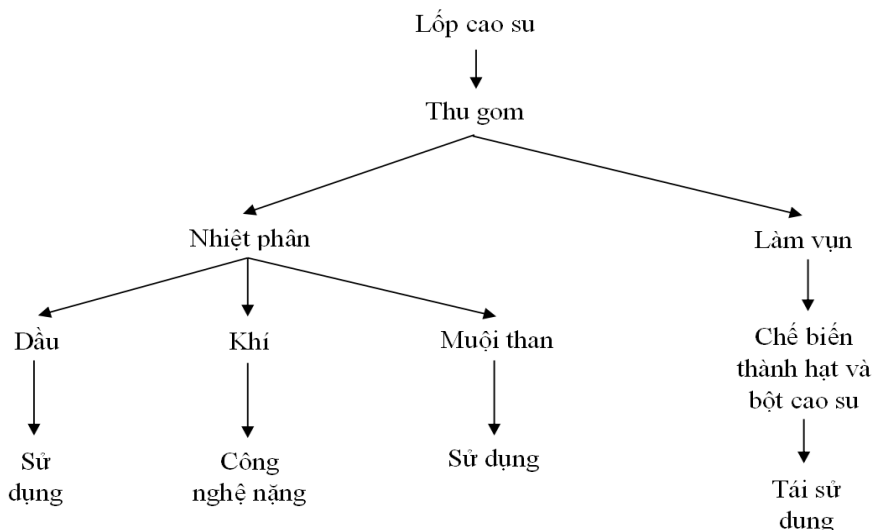 Lốp cao su
Thu gom
Nhiệt phân
Làm vụn
Dầu
Khí
Muội than
Chế biến
thành hạt và
bột cao su
Sử
dụng
Công
nghệ nặng
Sử dụng
Tái sử
dung